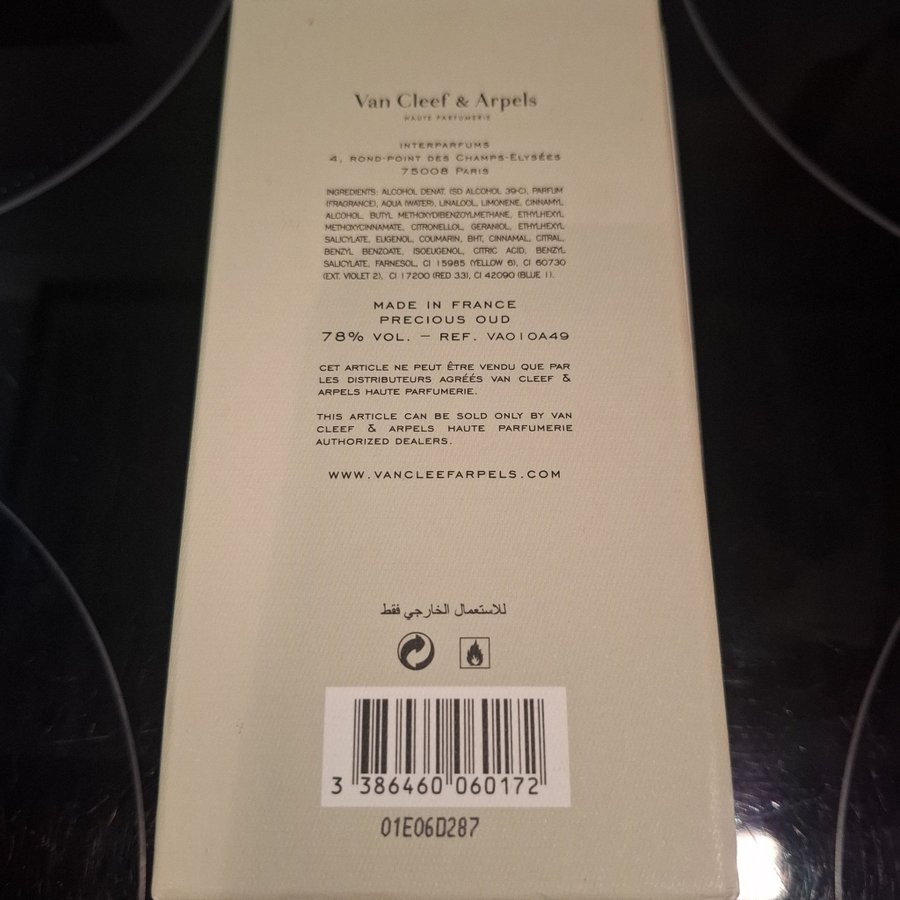 Van Cleef & Arpels
HAUTE PARFUMERIE
INTERPARFUMS
4, ROND-POINT DES CHAMPS-ELYSÉES
75008 PARIS
INGREDIENTS: ALCOHOL DENAT. (SD ALCOHOL 39-C), PARFUM
(FRAGRANCE), AQUA (WATER), LINALOOL, LIMONENE, CINNAMYL
ALCOHOL, BUTYL METHOXYDIBENZOYLMETHANE, ETHYLHEXYL
METHOXYCINNAMATE, CITRONELLOL, GERANIOL, ETHYLHEXYL
SALICYLATE, EUGENOL, COUMARIN, BHT, CINNAMAL, CITRAL,
BENZYL BENZOATE, ISOEUGENOL, CITRIC ACID, BENZYL
SALICYLATE, FARNESOL, CI 15985 (YELLOW 6), CI 60730
(EXT. VIOLET 2), CI 17200 (RED 33), CI 42090 (BLUE 1).
MADE IN FRANCE
PRECIOUS OUD
78% VOL. – REF. VA010A49
CET ARTICLE NE PEUT ÊTRE VENDU QUE PAR
LES DISTRIBUTEURS AGRÉÉS VAN CLEEF &
ARPELS HAUTE PARFUMERIE.
THIS ARTICLE CAN BE SOLD ONLY BY VAN
CLEEF & ARPELS HAUTE PARFUMERIE
AUTHORIZED DEALERS.
WWW.VANCLEEFARPELS.COM
للاستعمال الخارجي فقط
3 386460 060172
01E06D287